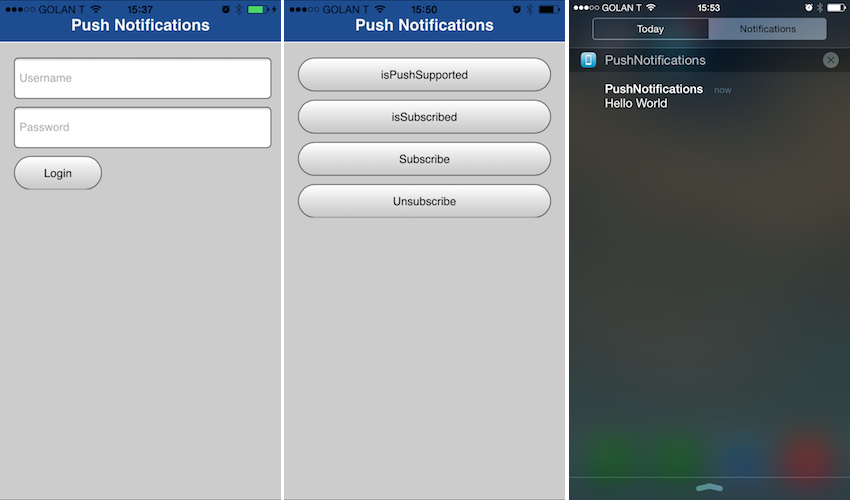 GOLAN T 15:37
Push Notifications
Username
Password
Login
GOLAN T 15:50
Push Notifications
isPushSupported
isSubscribed
Subscribe
Unsubscribe
GOLAN T 15:53
Today Notifications
PushNotifications
PushNotifications now
Hello World